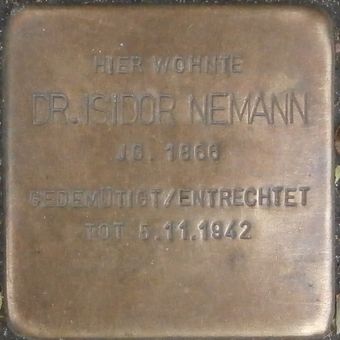 HIER WOHNTE
DR. ISIDOR NEMANN
JG. 1866
GEDEMÜTIGT/ENTRECHTET
TOT 5.11.1942